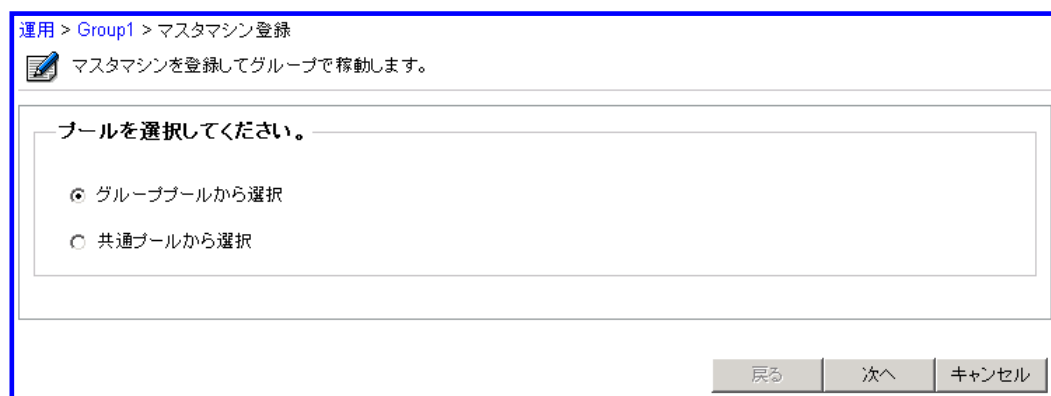 運用 > Group1 > マスタマシン登録
マスタマシンを登録してグループで稼動します。
プールを選択してください。
グループプールから選択
共通プールから選択
戻る 次へ キャンセル